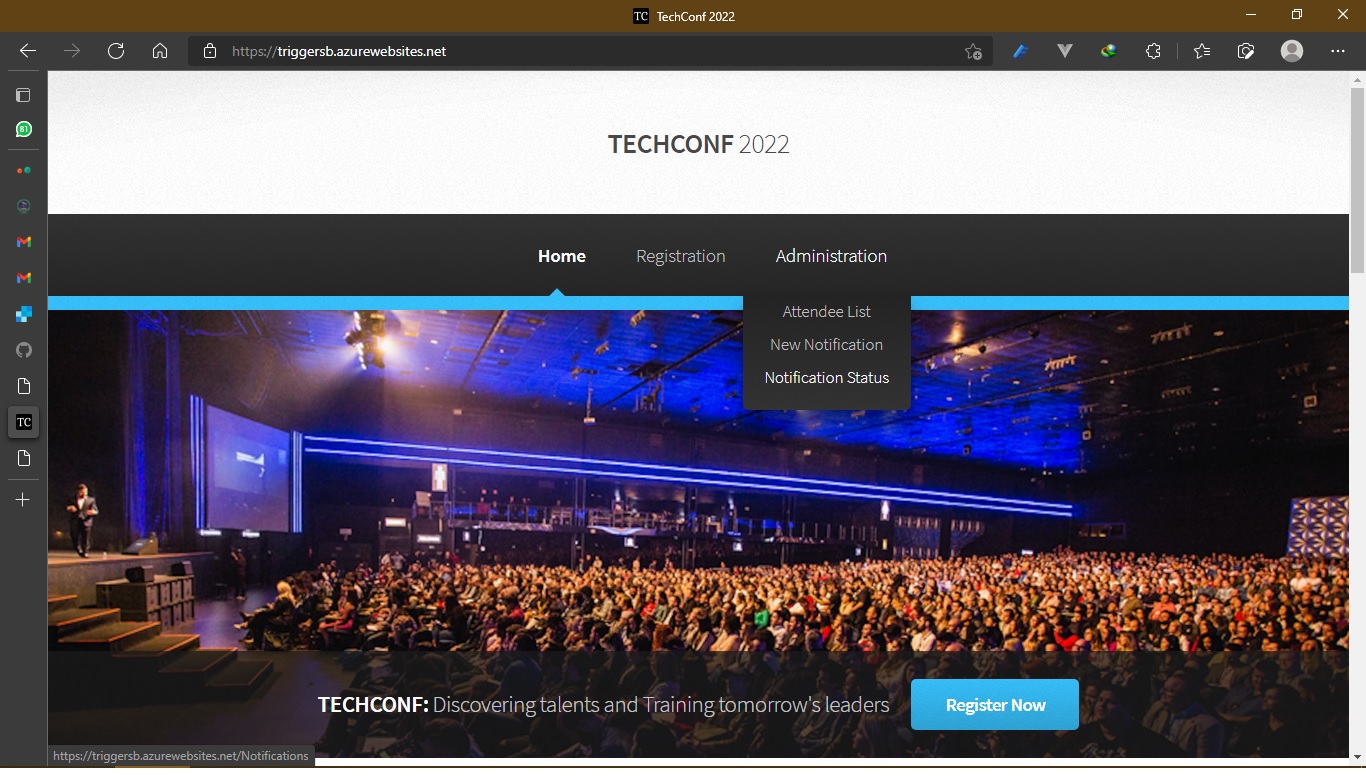 TC TechConf 2022
https://triggersb.azurewebsites.net
81
TECHCONF 2022
Home Registration Administration
Attendee List
New Notification
Notification Status
TC
TECHCONF: Discovering talents and Training tomorrow's leaders
Register Now
https://triggersb.azurewebsites.net/Notifications